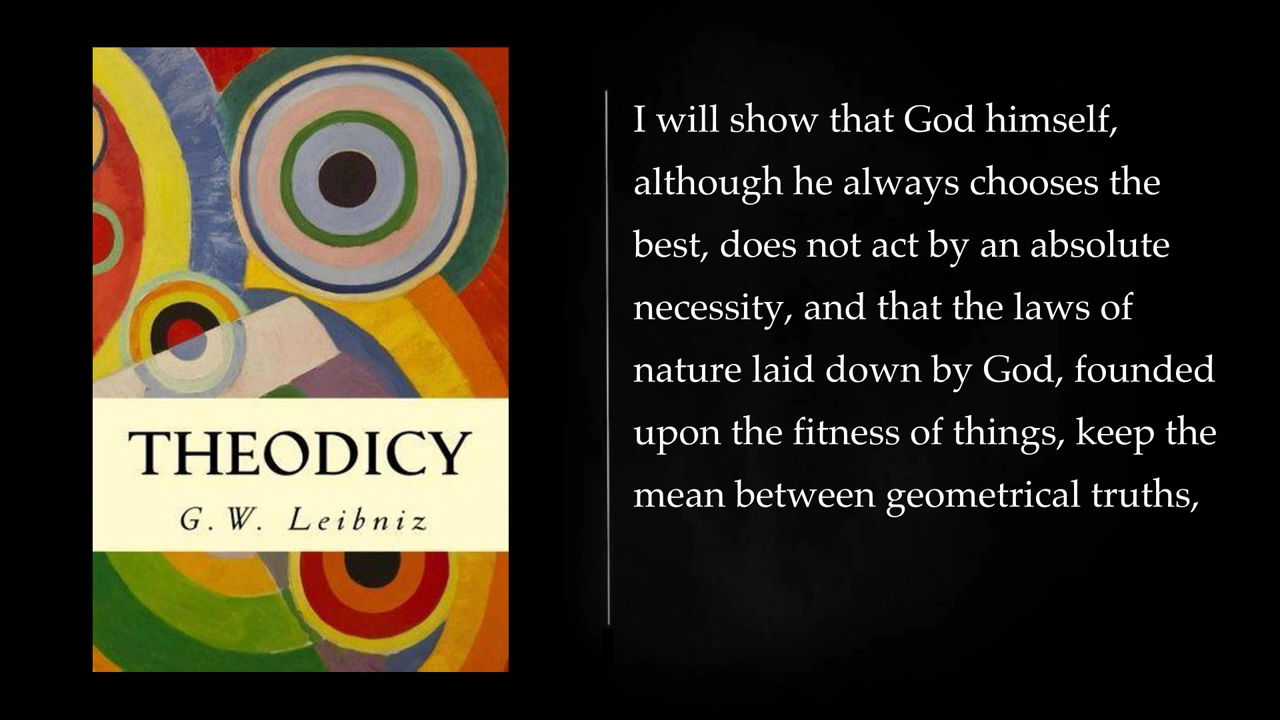 THEODICY
G. W. Leibniz
I will show that God himself,
although he always chooses the
best, does not act by an absolute
necessity, and that the laws of
nature laid down by God, founded
upon the fitness of things, keep the
mean between geometrical truths,